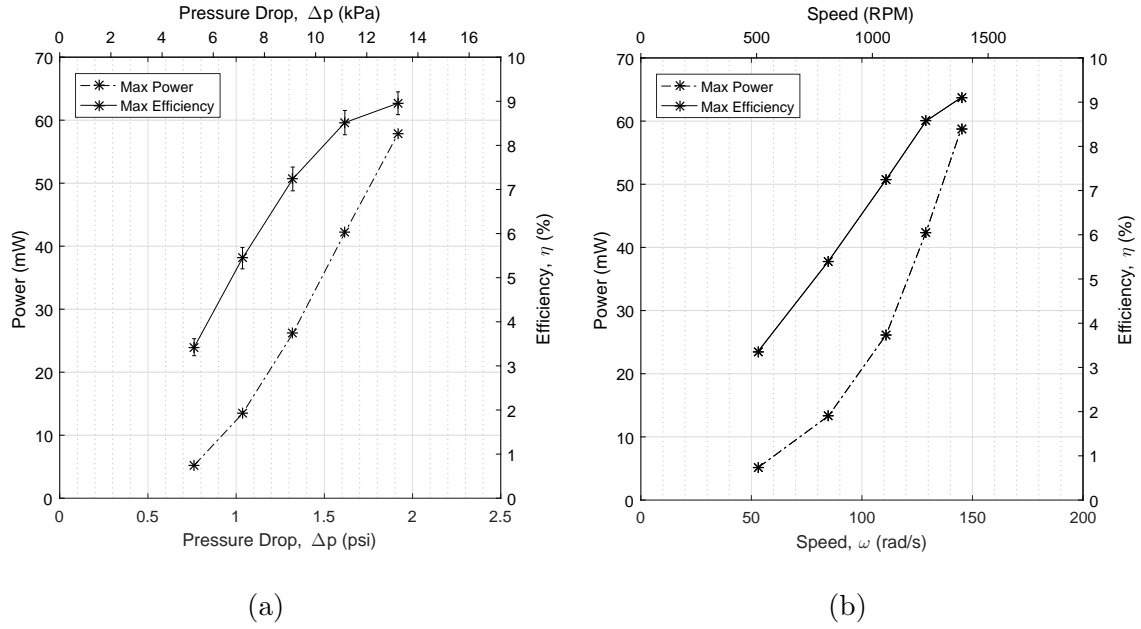 Pressure Drop, Δp (kPa)
0 2 4 6 8 10 12 14 16
70
60
50
40
30
20
10
0
Power (mW)
Max Power
Max Efficiency
10
9
8
7
6
5
4
3
2
1
0
Efficiency, η (%)
0 0.5 1 1.5 2 2.5
Pressure Drop, Δp (psi)
(a)
Speed (RPM)
0 500 1000 1500
70
60
50
40
30
20
10
0
Power (mW)
Max Power
Max Efficiency
10
9
8
7
6
5
4
3
2
1
0
Efficiency, η (%)
0 50 100 150 200
Speed, ω (rad/s)
(b)